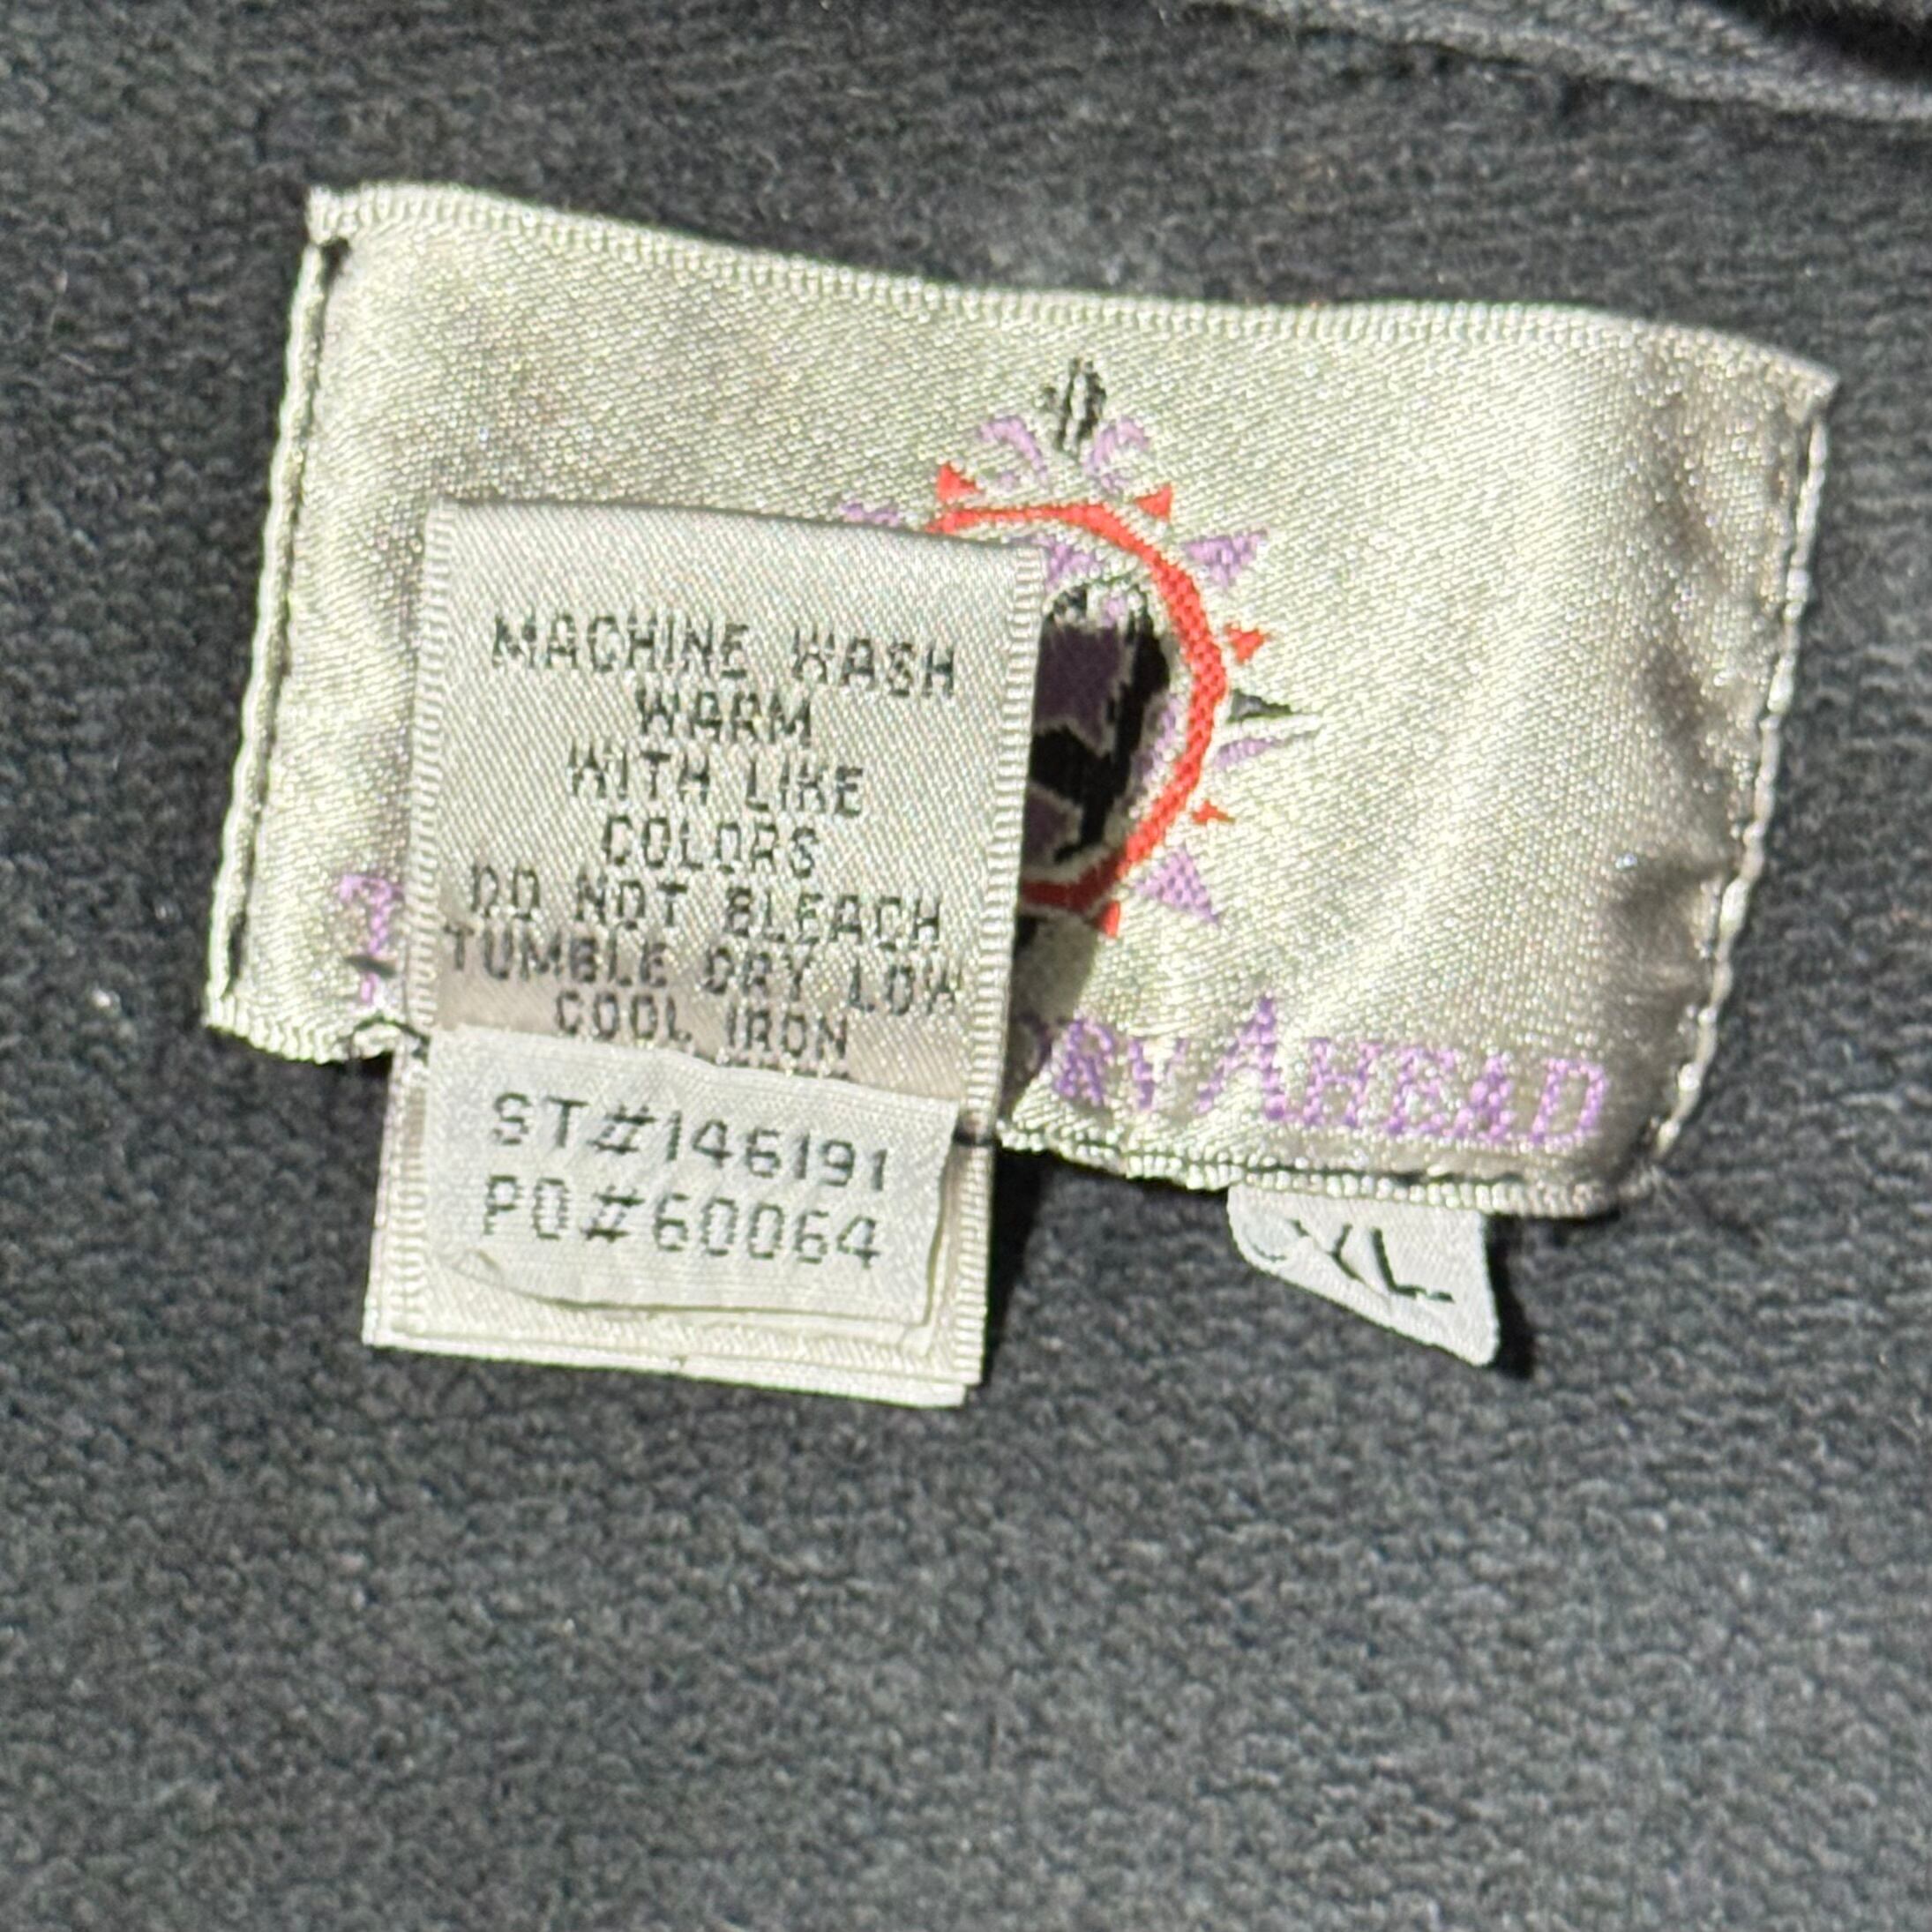 MACHINE WASH
WARM
WITH LIKE
COLORS
DO NOT BLEACH
TUMBLE DRY LOW
COOL IRON
ST#146191
PO#60064
AHEAD
XL